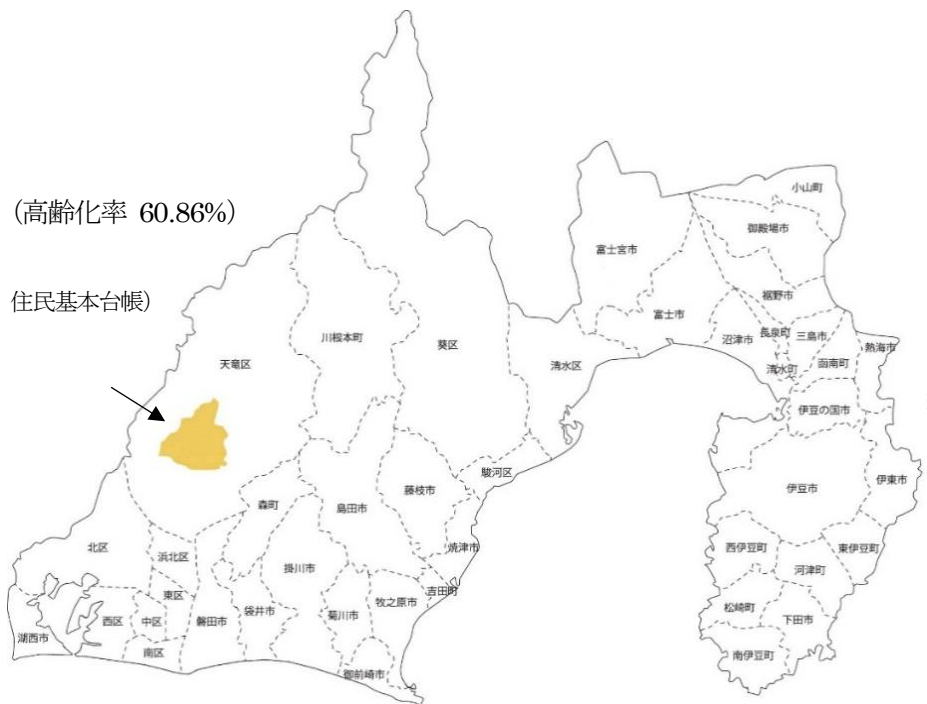 小山町
(高齢化率 60.86%)
御殿場市
富士宮市
裾野市
住民基本台帳)
富士市
長泉町
三島市
川根本町
沼津市
葵区
熱海市
天竜区
清水区
函南町
清水町
伊豆の国市
駿河区
伊東市
藤枝市
伊豆市
森町
島田市
焼津市
北区
西伊豆町
東伊豆町
浜北区
掛川市
河津町
吉田町
東区
牧之原市
松崎町
袋井市
菊川市
西区
中区
磐田市
下田市
湖西市
南区
南伊豆町
御前崎市